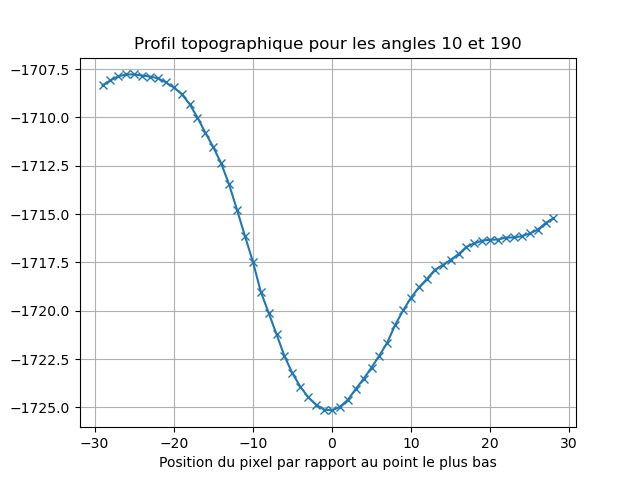 Profil topographique pour les angles 10 et 190
−1707.5
−1710.0
−1712.5
−1715.0
−1717.5
−1720.0
−1722.5
−1725.0
−30 −20 −10 0 10 20 30
Position du pixel par rapport au point le plus bas